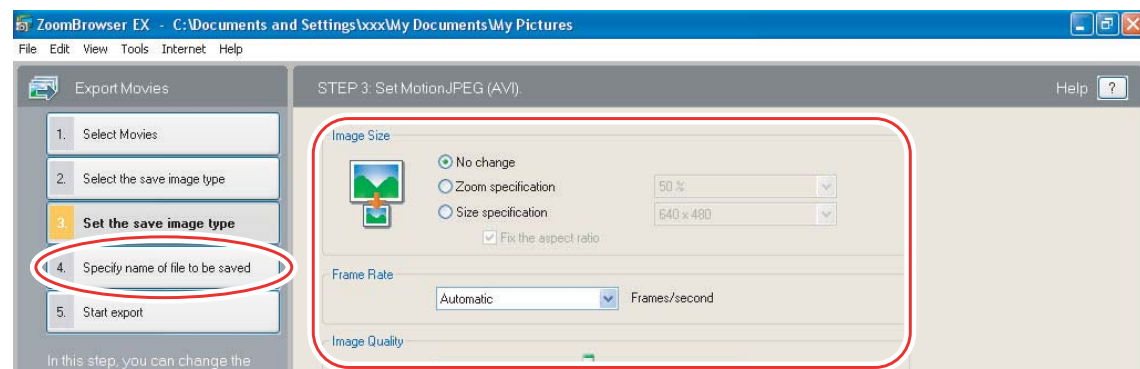 ZoomBrowser EX - C:\Documents and Settings\xxx\My Documents\My Pictures
File Edit View Tools Internet Help
Export Movies
STEP 3: Set MotionJPEG (AVI).
Help ?
1. Select Movies
2. Select the save image type
3. Set the save image type
4. Specify name of file to be saved
5. Start export
In this step, you can change the
Image Size
No change
Zoom specification 50 %
Size specification 640 x 480
Fix the aspect ratio
Frame Rate
Automatic Frames/second
Image Quality